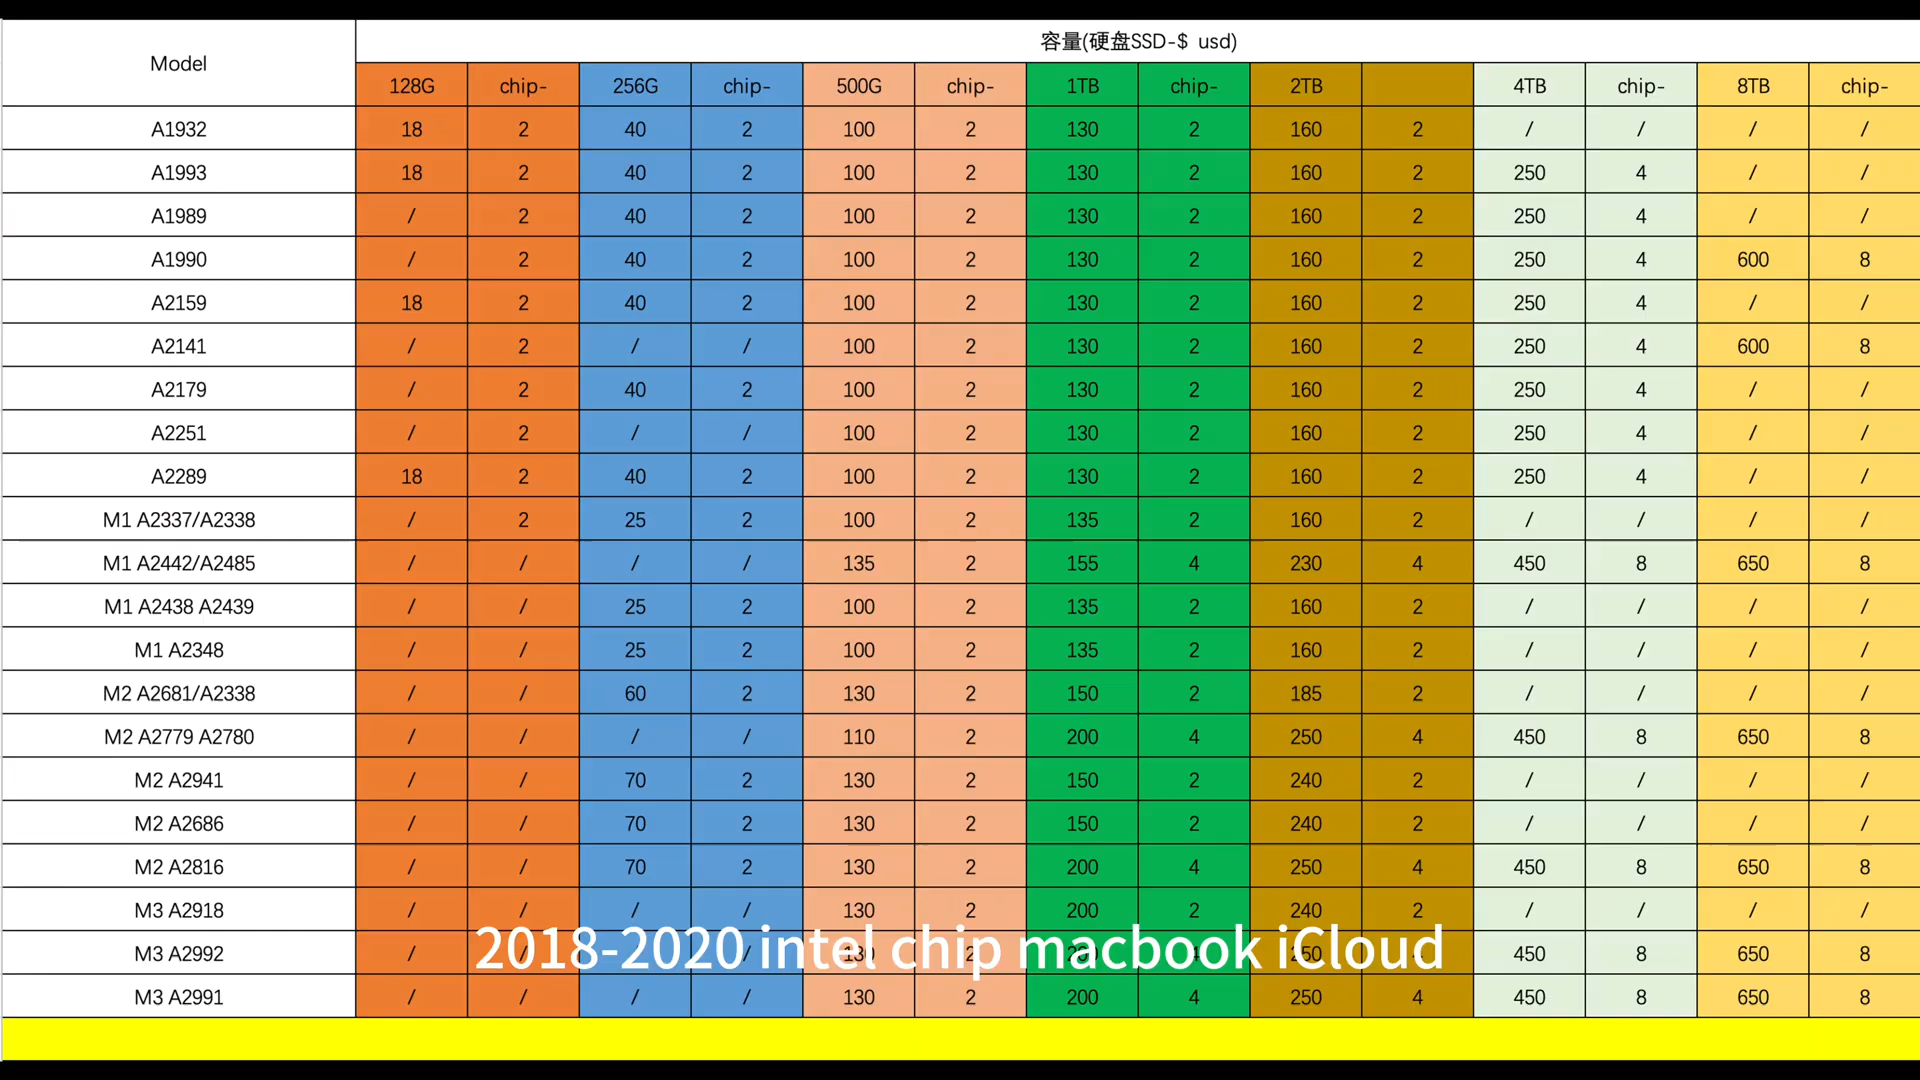 Model
容量(硬盘SSD-$ usd)
128G chip- 256G chip- 500G chip- 1TB chip- 2TB 4TB chip- 8TB chip-
A1932 18 2 40 2 100 2 130 2 160 2 / / / /
A1993 18 2 40 2 100 2 130 2 160 2 250 4 / /
A1989 / 2 40 2 100 2 130 2 160 2 250 4 / /
A1990 / 2 40 2 100 2 130 2 160 2 250 4 600 8
A2159 18 2 40 2 100 2 130 2 160 2 250 4 / /
A2141 / 2 / / 100 2 130 2 160 2 250 4 600 8
A2179 / 2 40 2 100 2 130 2 160 2 250 4 / /
A2251 / 2 / / 100 2 130 2 160 2 250 4 / /
A2289 18 2 40 2 100 2 130 2 160 2 250 4 / /
M1 A2337/A2338 / 2 25 2 100 2 135 2 160 2 / / / /
M1 A2442/A2485 / / / / 135 2 155 4 230 4 450 8 650 8
M1 A2438 A2439 / / 25 2 100 2 135 2 160 2 / / / /
M1 A2348 / / 25 2 100 2 135 2 160 2 / / / /
M2 A2681/A2338 / / 60 2 130 2 150 2 185 2 / / / /
M2 A2779 A2780 / / / / 110 2 200 4 250 4 450 8 650 8
M2 A2941 / / 70 2 130 2 150 2 240 2 / / / /
M2 A2686 / / 70 2 130 2 150 2 240 2 / / / /
M2 A2816 / / 70 2 130 2 200 4 250 4 450 8 650 8
M3 A2918 / / / / 130 2 200 2 240 2 / / / /
M3 A2992 / / 130 2 250 450 8 650 8
2018-2020 intel chip macbook iCloud
M3 A2991 / / / / 130 2 200 4 250 4 450 8 650 8